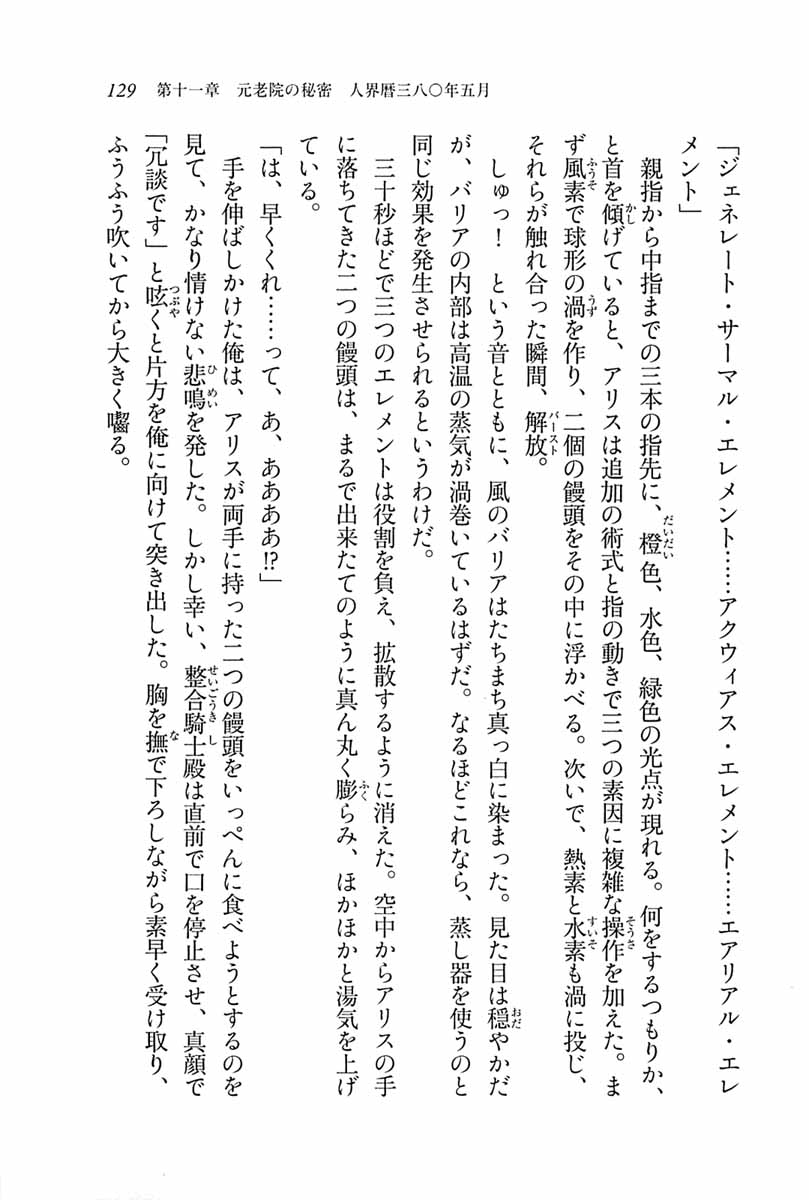 129　第十一章　元老院の秘密　人界暦三八〇年五月
「ジェネレート・サーマル・エレメント……アクウィアス・エレメント……エアリアル・エレ
メント」
　親指から中指までの三本の指先に、橙色、水色、緑色の光点が現れる。何をするつもりか、
と首を傾げていると、アリスは追加の術式と指の動きで三つの素因に複雑な操作を加えた。ま
ず風素で球形の渦を作り、二個の饅頭をその中に浮かべる。次いで、熱素と水素も渦に投じ、
それらが触れ合った瞬間、解放。
　しゅっ！　という音とともに、風のバリアはたちまち真っ白に染まった。見た目は穏やかだ
が、バリアの内部は高温の蒸気が渦巻いているはずだ。なるほどこれなら、蒸し器を使うのと
同じ効果を発生させられるというわけだ。
　三十秒ほどで三つのエレメントは役割を負え、拡散するように消えた。空中からアリスの手
に落ちてきた二つの饅頭は、まるで出来たてのように真ん丸く膨らみ、ほかほかと湯気を上げ
ている。
「は、早くくれ……って、あ、ああああ!?」
　手を伸ばしかけた俺は、アリスが両手に持った二つの饅頭をいっぺんに食べようとするのを
見て、かなり情けない悲鳴を発した。しかし幸い、整合騎士殿は直前で口を停止させ、真顔で
「冗談です」と呟くと片方を俺に向けて突き出した。胸を撫で下ろしながら素早く受け取り、
ふうふう吹いてから大きく囓る。